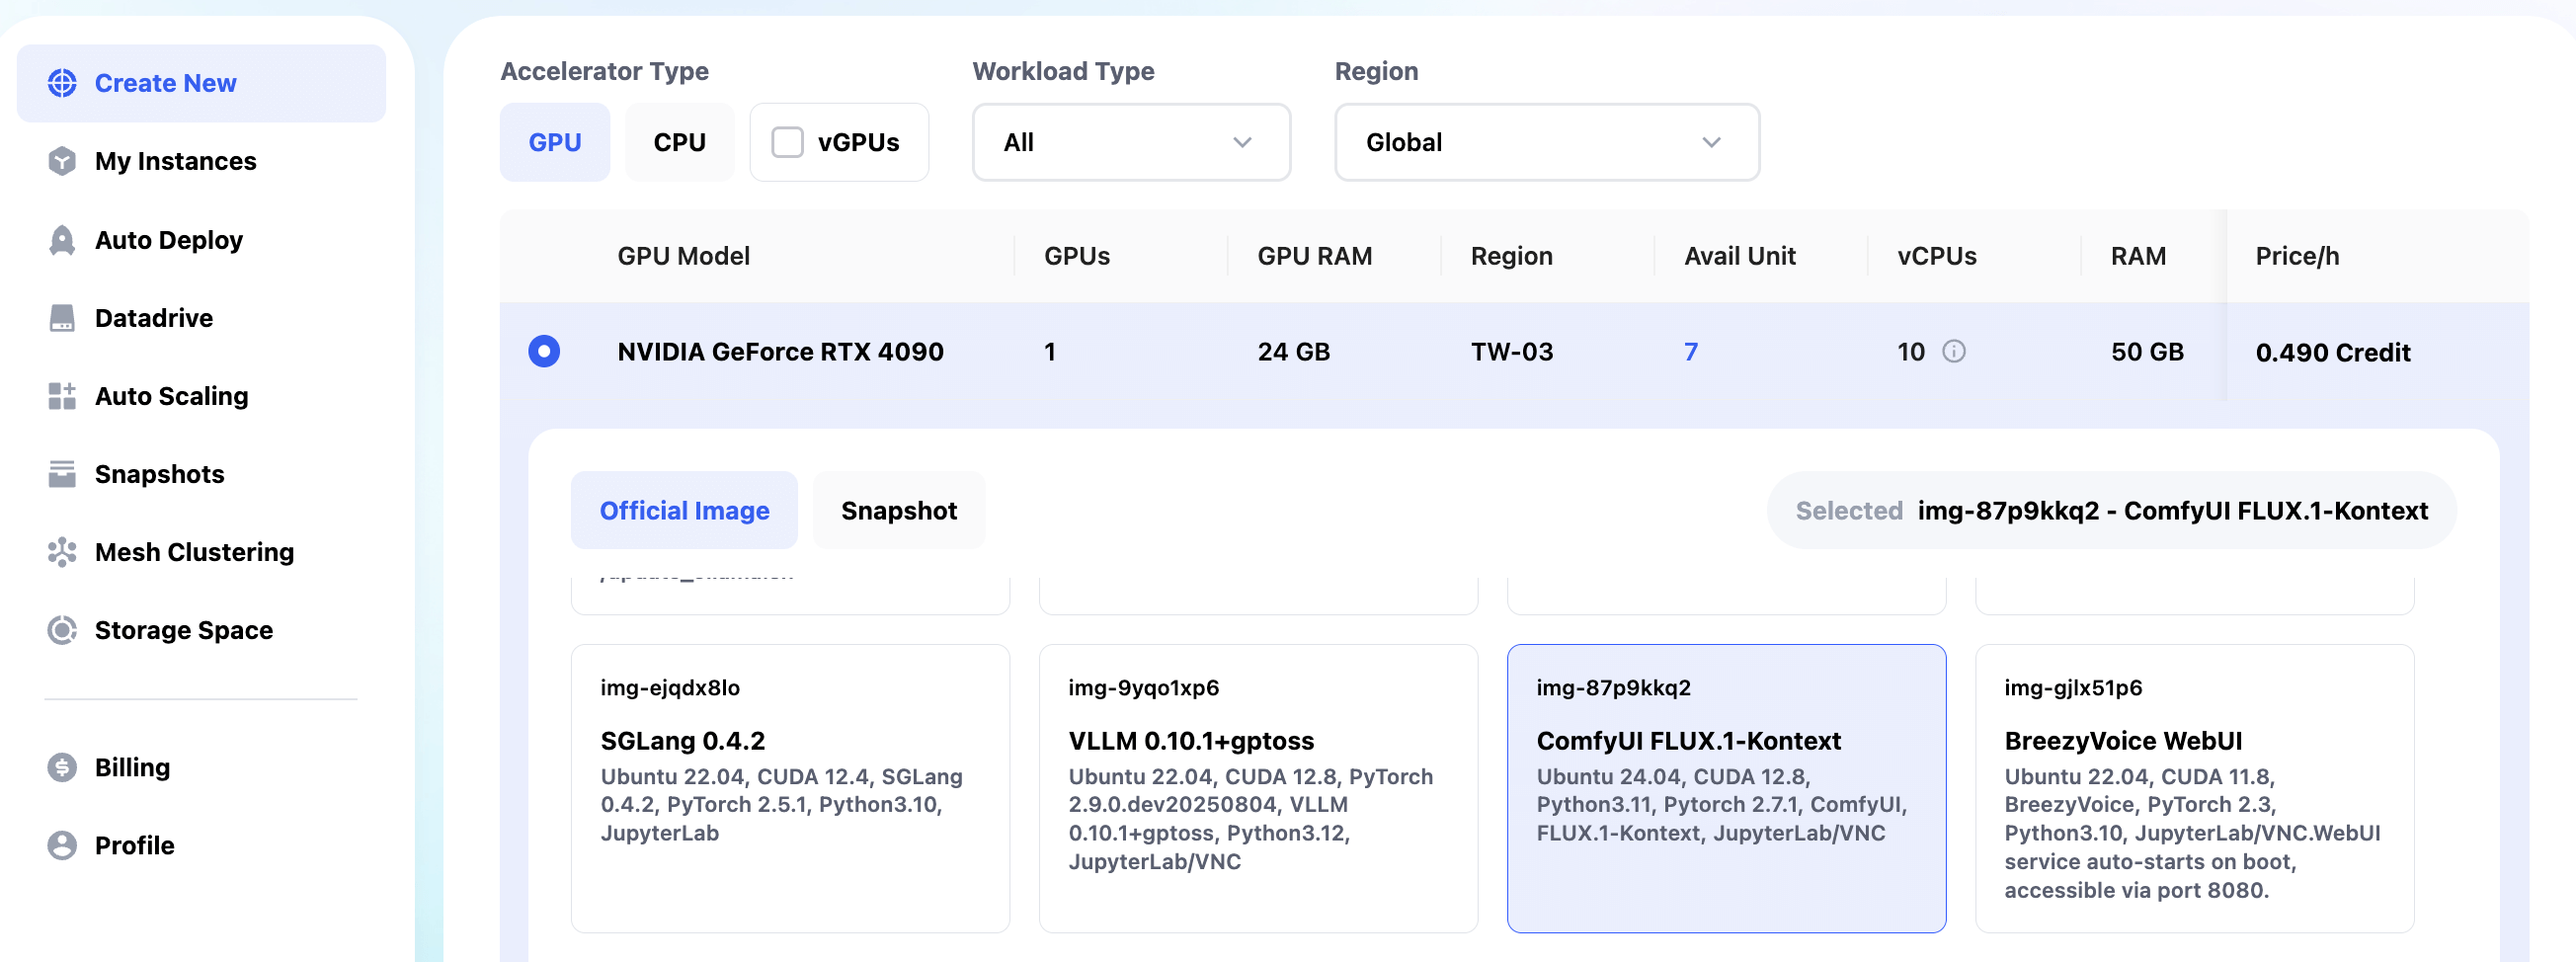 Create New
My Instances
Auto Deploy
Datadrive
Auto Scaling
Snapshots
Mesh Clustering
Storage Space
Billing
Profile
Accelerator Type
GPU
CPU
vGPUs
Workload Type
All
Region
Global
GPU Model
GPUs
GPU RAM
Region
Avail Unit
vCPUs
RAM
Price/h
NVIDIA GeForce RTX 4090
1
24 GB
TW-03
7
10
50 GB
0.490 Credit
Official Image
Snapshot
Selected img-87p9kkq2 - ComfyUI FLUX.1-Kontext
img-ejqdx8lo
SGLang 0.4.2
Ubuntu 22.04, CUDA 12.4, SGLang
0.4.2, PyTorch 2.5.1, Python3.10,
JupyterLab
img-9yqo1xp6
VLLM 0.10.1+gptoss
Ubuntu 22.04, CUDA 12.8, PyTorch
2.9.0.dev20250804, VLLM
0.10.1+gptoss, Python3.12,
JupyterLab/VNC
img-87p9kkq2
ComfyUI FLUX.1-Kontext
Ubuntu 24.04, CUDA 12.8,
Python3.11, Pytorch 2.7.1, ComfyUI,
FLUX.1-Kontext, JupyterLab/VNC
img-gjlx51p6
BreezyVoice WebUI
Ubuntu 22.04, CUDA 11.8,
BreezyVoice, PyTorch 2.3,
Python3.10, JupyterLab/VNC.WebUI
service auto-starts on boot,
accessible via port 8080.